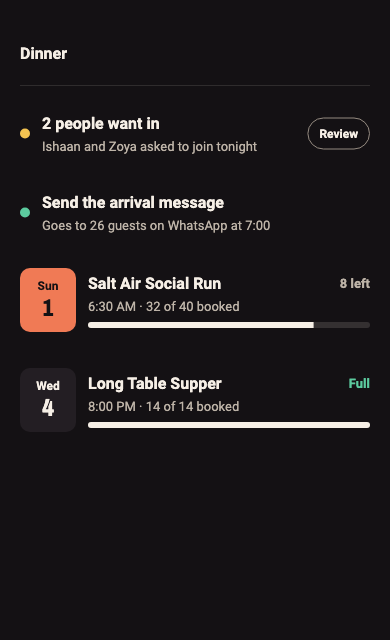 Dinner
2 people want in
Ishaan and Zoya asked to join tonight
Review
Send the arrival message
Goes to 26 guests on WhatsApp at 7:00
Sun
1
Salt Air Social Run
8 left
6:30 AM · 32 of 40 booked
Wed
4
Long Table Supper
Full
8:00 PM · 14 of 14 booked